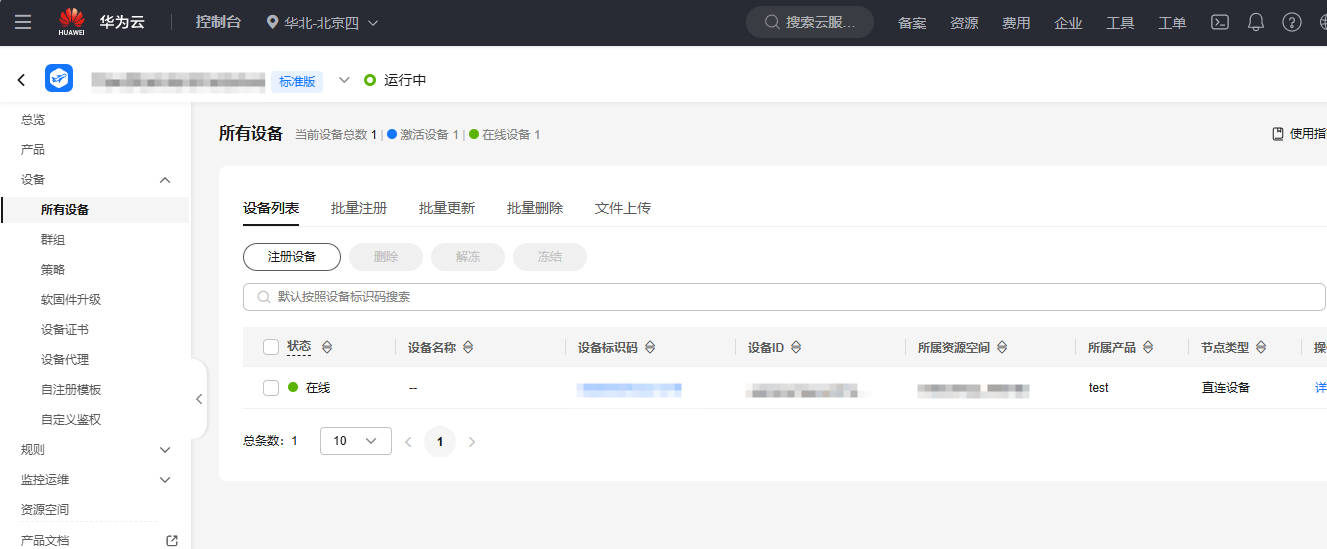 HUAWEI 华为云 控制台 华北-北京四 搜索云服... 备案 资源 费用 企业 工具 工单
标准版 运行中
总览
产品
设备
所有设备
群组
策略
软固件升级
设备证书
设备代理
自注册模板
自定义鉴权
规则
监控运维
资源空间
产品文档
所有设备 当前设备总数 1 | 激活设备 1 | 在线设备 1 使用指
设备列表 批量注册 批量更新 批量删除 文件上传
注册设备 删除 解冻 冻结
默认按照设备标识码搜索
状态 设备名称 设备标识码 设备ID 所属资源空间 所属产品 节点类型 操
在线 -- test 直连设备 详
总条数: 1 10 1